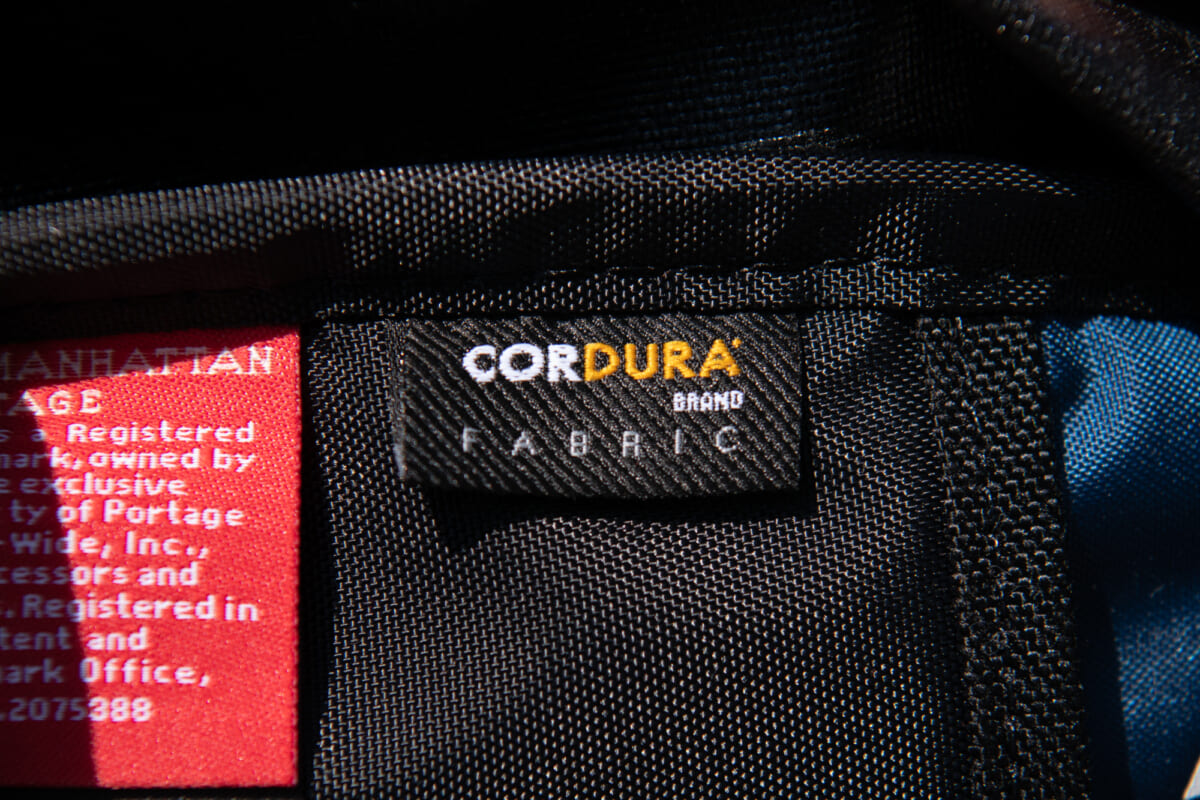 MANHATTAN
TAGE
s a Registered
mark, owned by
e exclusive
ty of Portage
-Wide, Inc.,
cessors and
s. Registered in
tent and
ark Office,
.2075388
CORDURA
BRAND
FABRIC